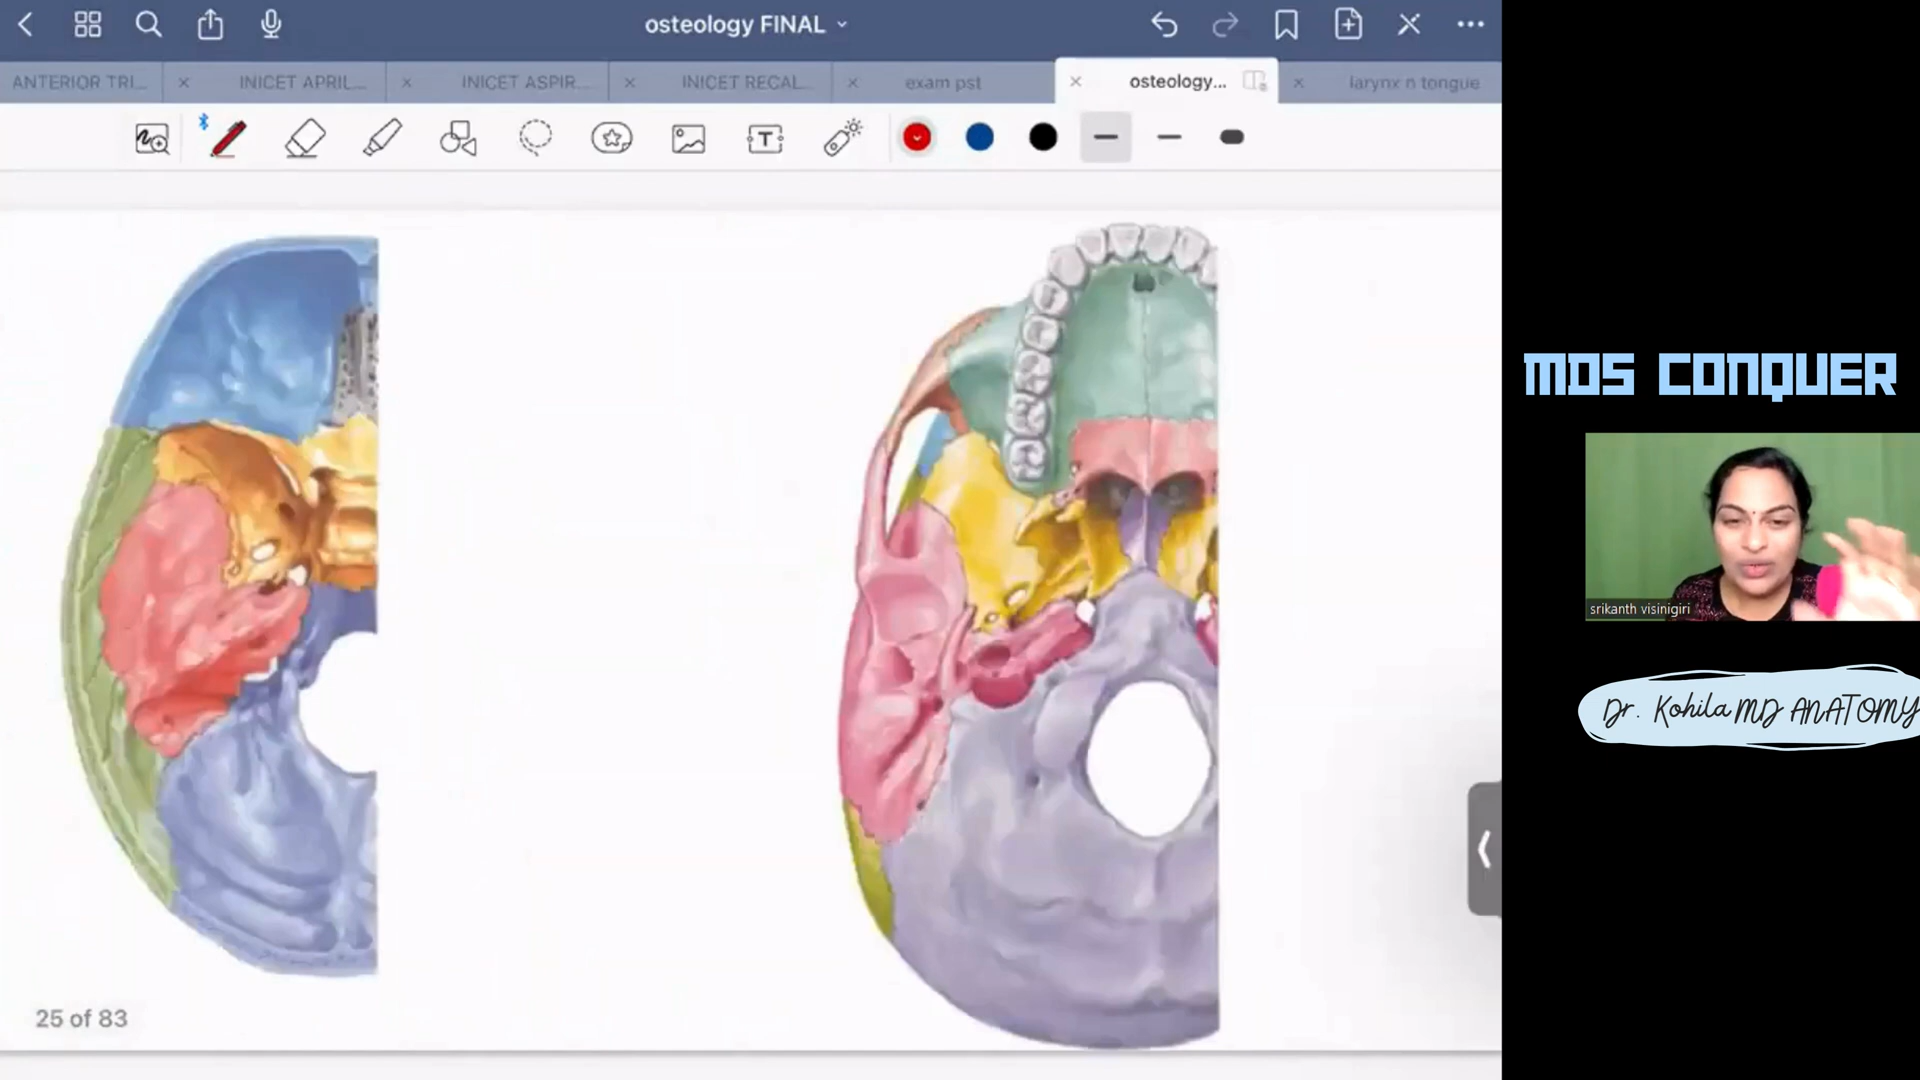 osteology FINAL
ANTERIOR TRI...
INICET APRIL...
INICET ASPIR...
INICET RECAL...
exam pst
osteology...
larynx n tongue
T
MDS CONQUER
srikanth visinigiri
Dr. Kohila MD ANATOMY
25 of 83